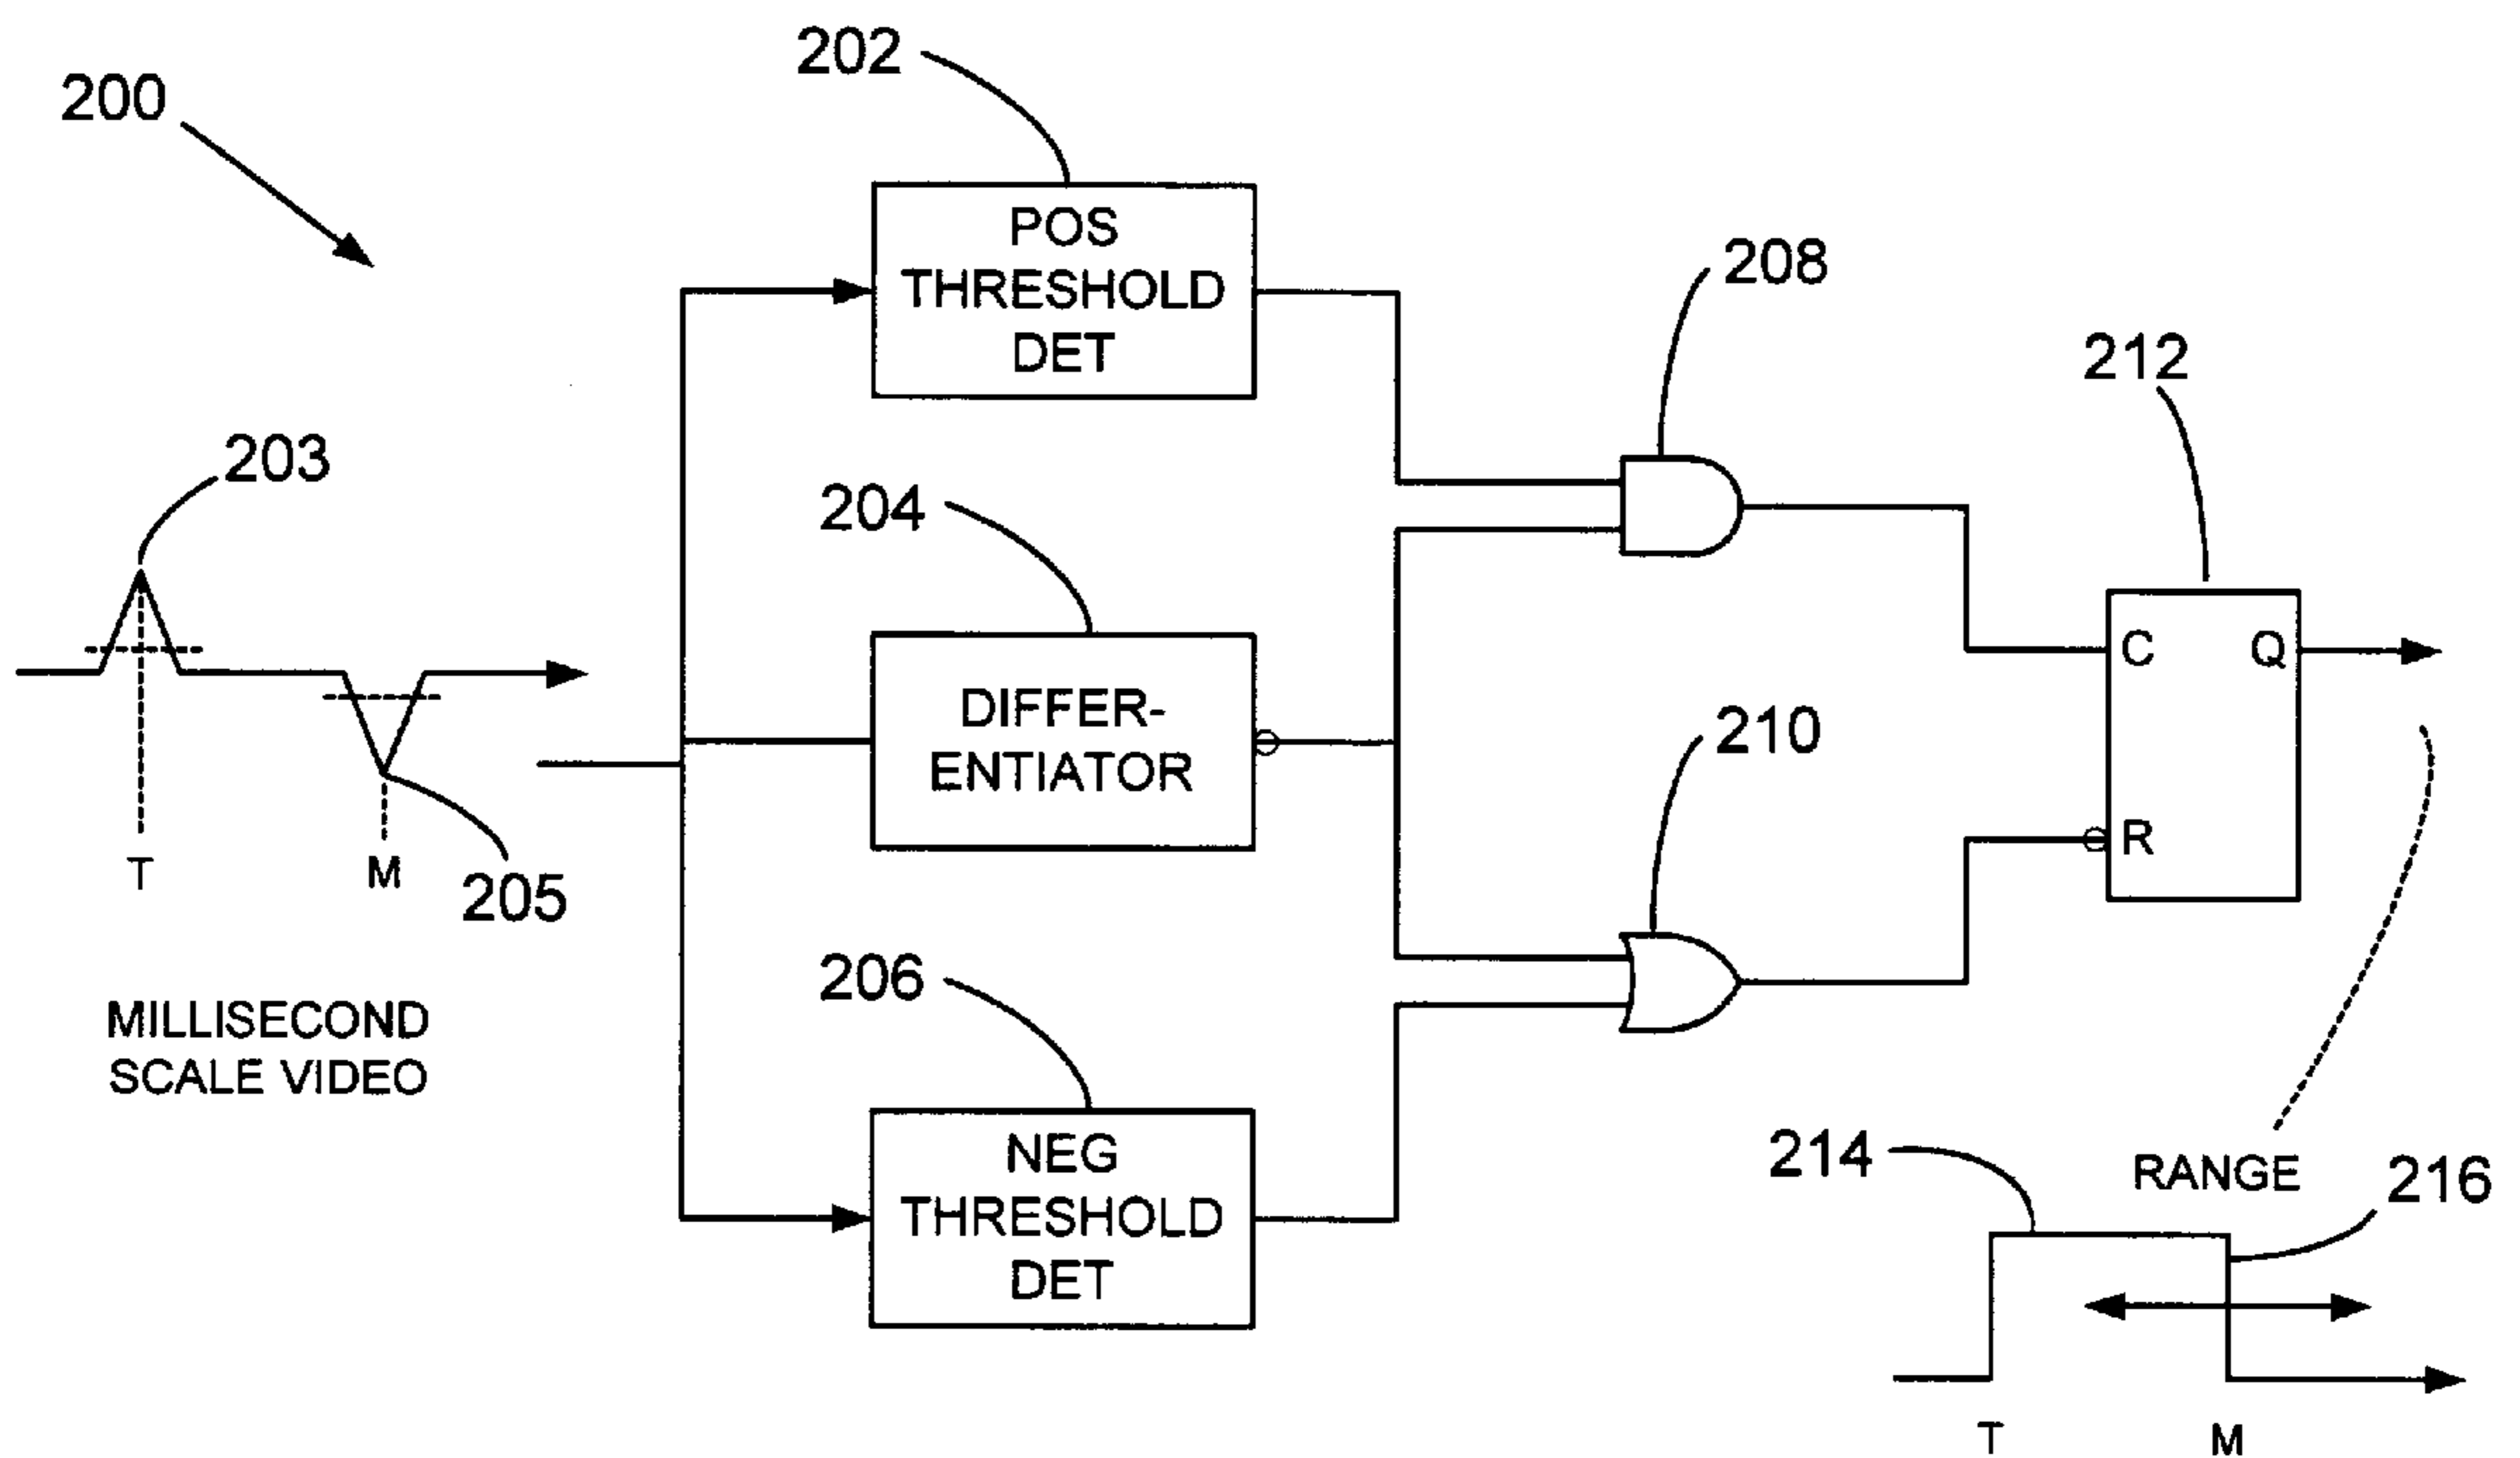 202
200
POS
THRESHOLD
DET
208
212
203
204
C Q
DIFFER-
ENTIATOR
210
R
T M
205
206
MILLISECOND
SCALE VIDEO
NEG
THRESHOLD
DET
214
RANGE
216
T M